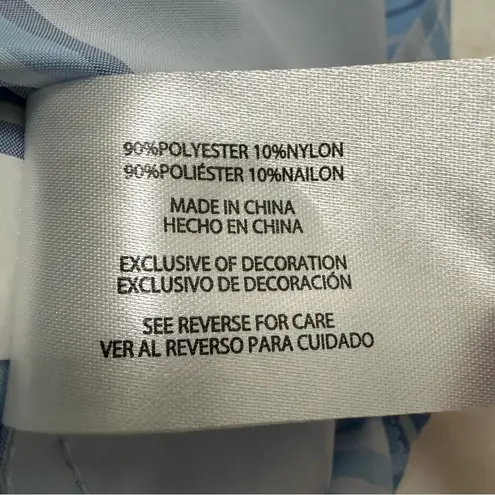 90%POLYESTER 10%NYLON
90%POLIÉSTER 10%NAILON
MADE IN CHINA
HECHO EN CHINA
EXCLUSIVE OF DECORATION
EXCLUSIVO DE DECORACIÓN
SEE REVERSE FOR CARE
VER AL REVERSO PARA CUIDADO